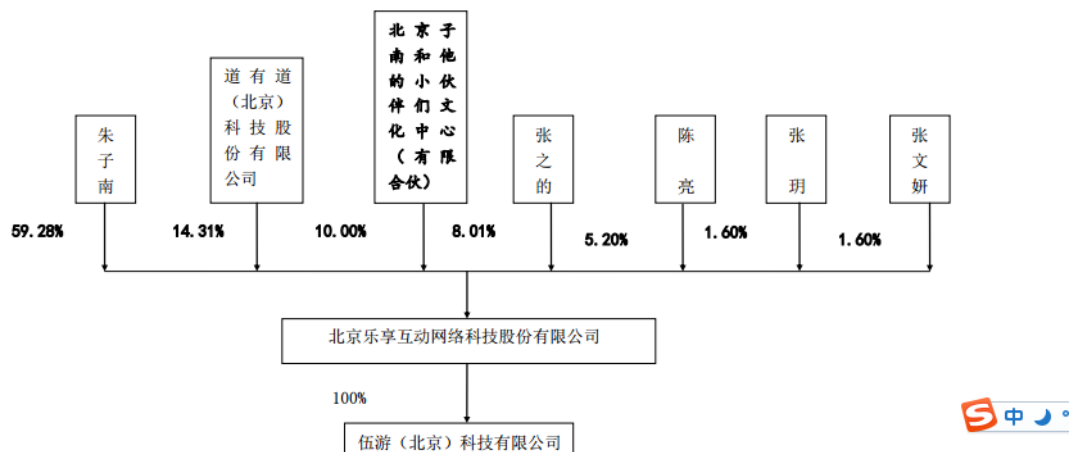 朱
子
南
道有道
（北京）
科技股
份有限
公司
北京子
南和他
的小伙
伴们文
化中心
（有限
合伙）
张
之
的
陈
亮
张
玥
张
文
妍
59.28%
14.31%
10.00%
8.01%
5.20%
1.60%
1.60%
北京乐享互动网络科技股份有限公司
100%
伍游（北京）科技有限公司
中